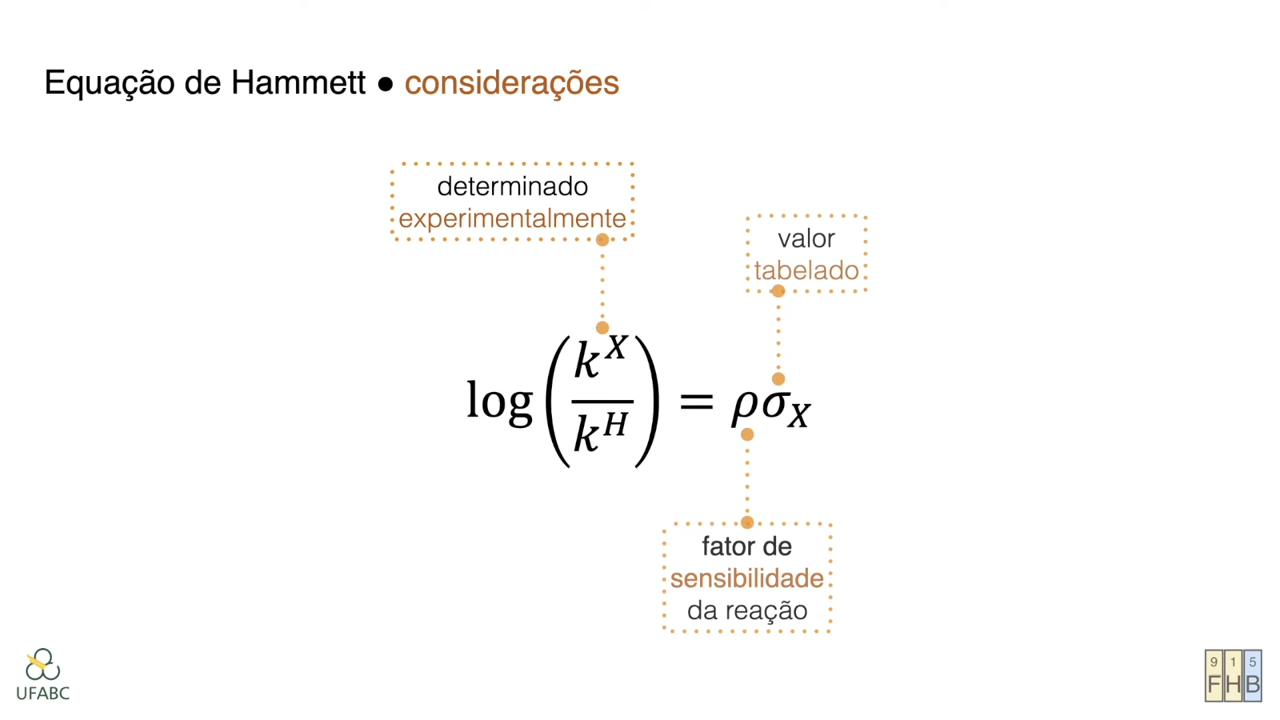 Equação de Hammett ● considerações
determinado
experimentalmente
valor
tabelado
log(k^X/k^H) = ρσ_X
fator de
sensibilidade
da reação
UFABC
9 1 5
F H B